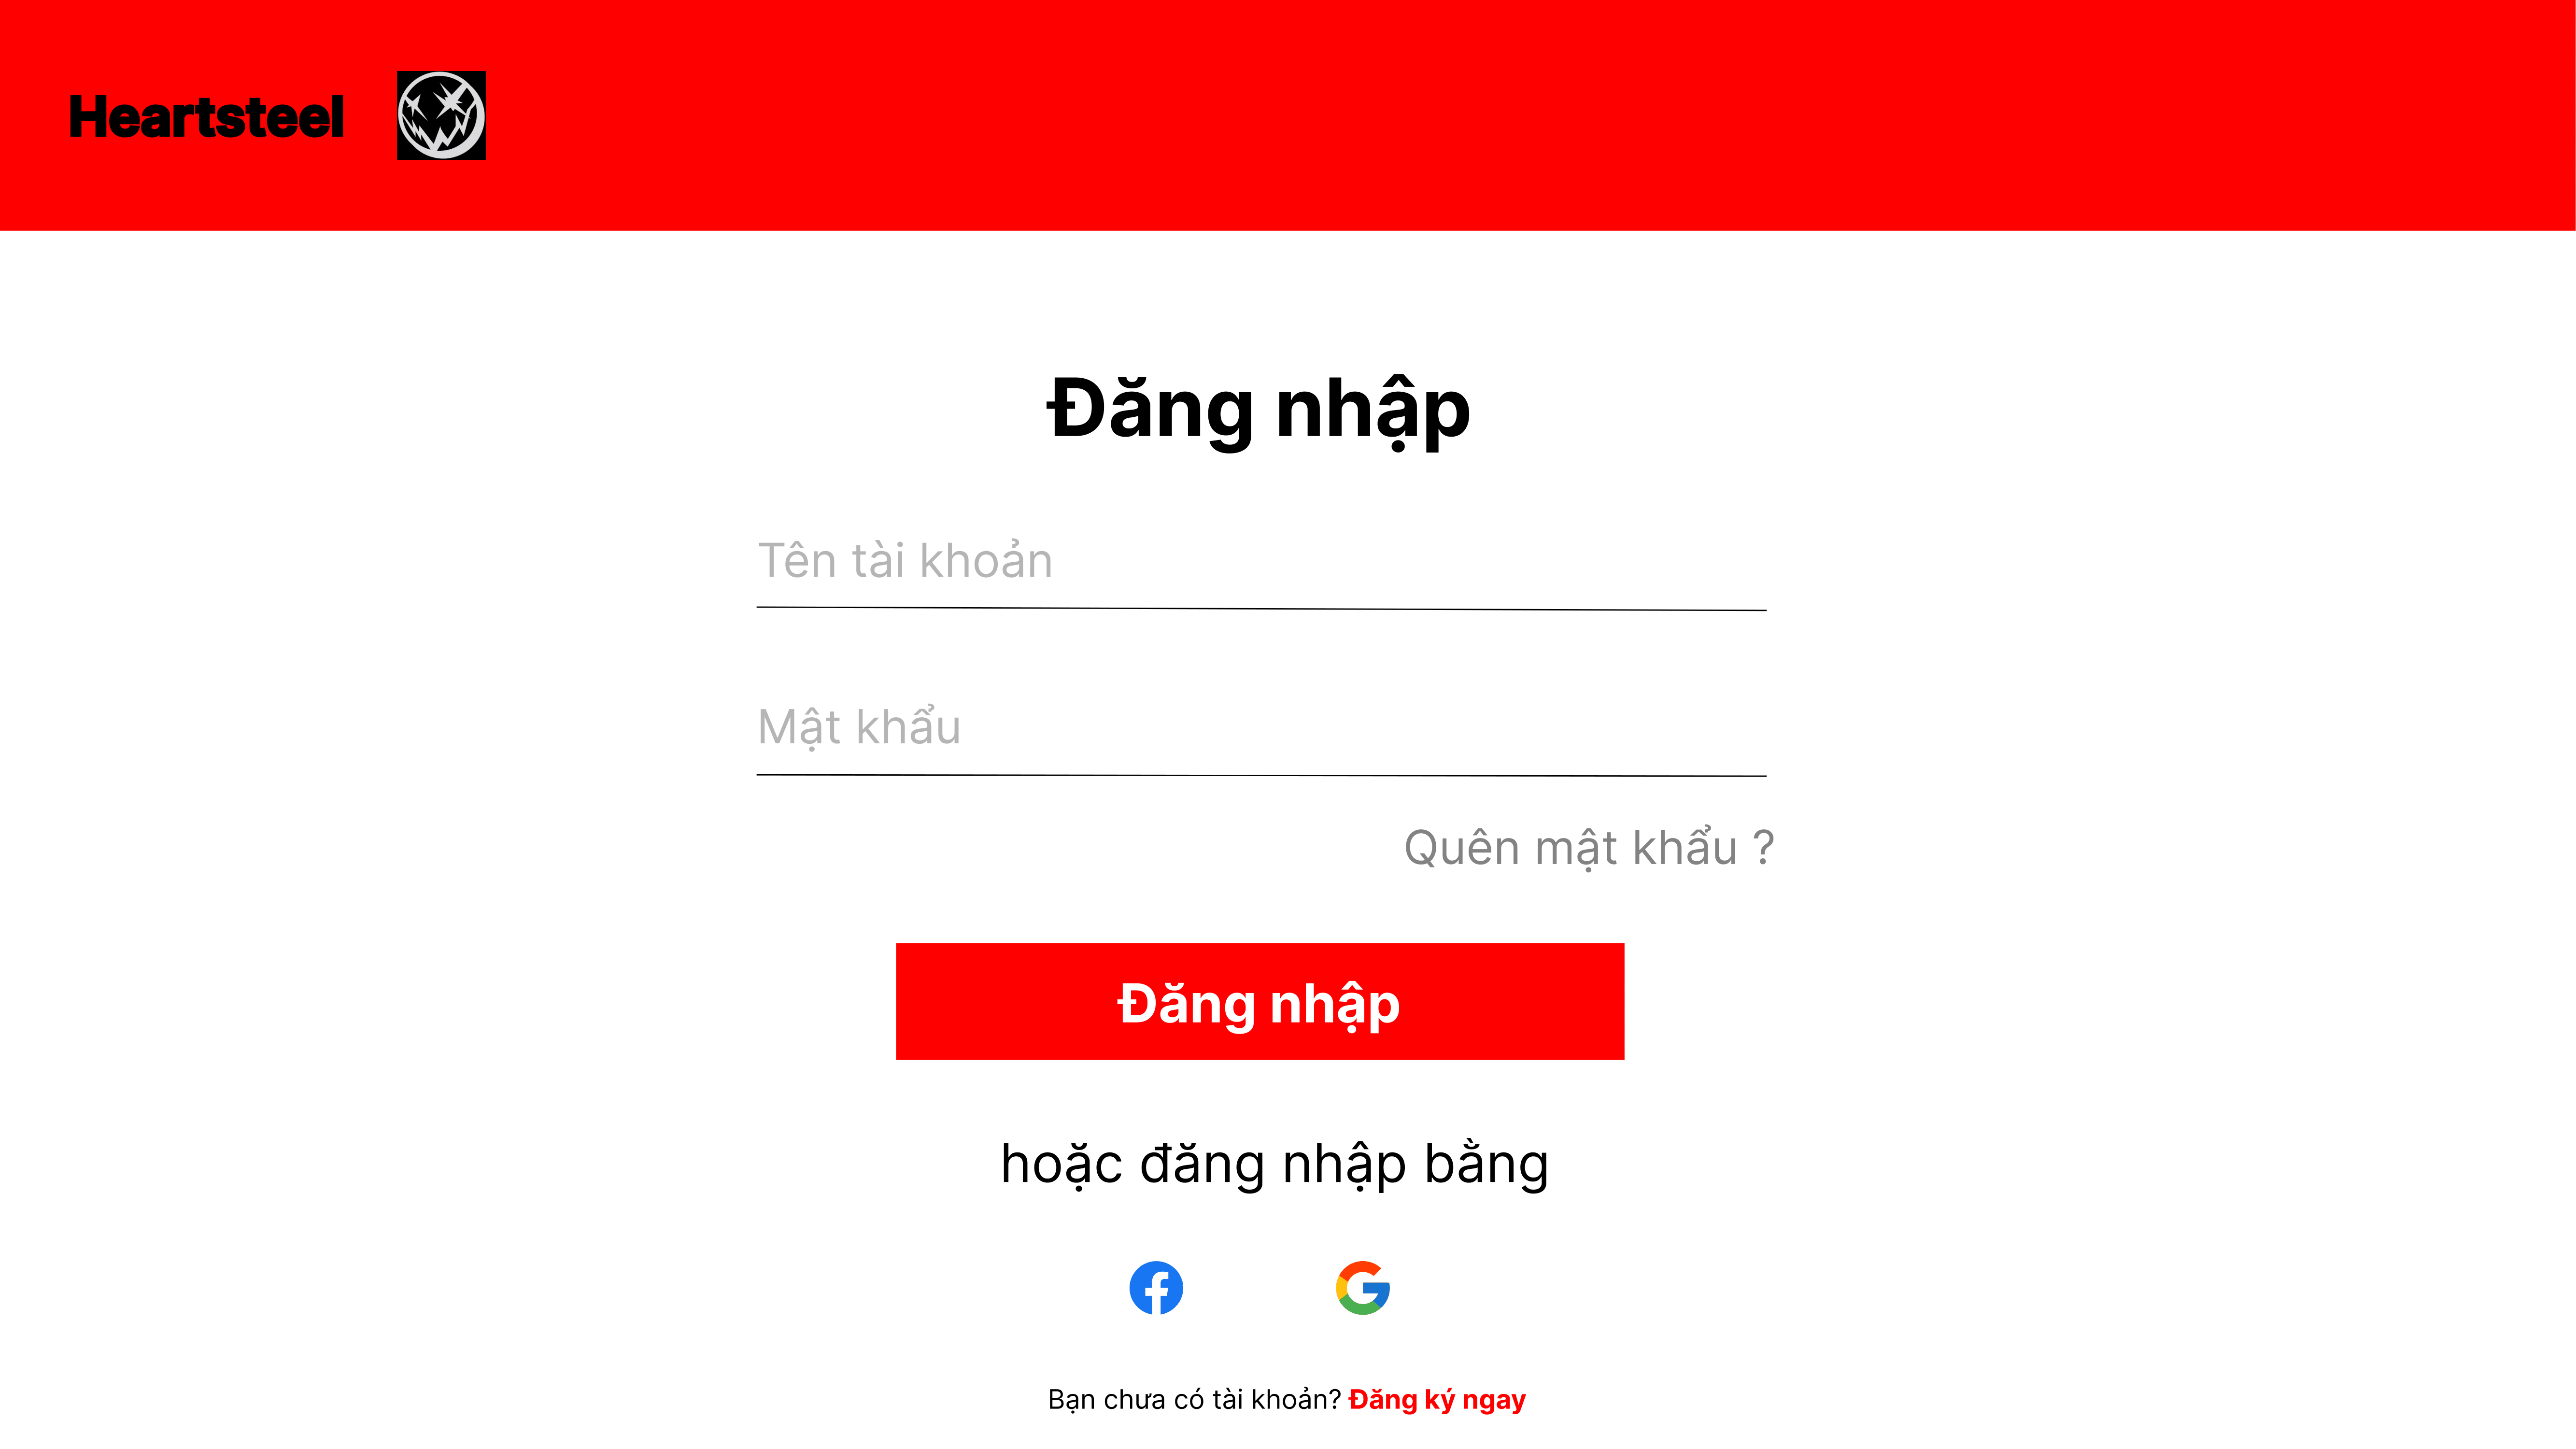 Heartsteel
Đăng nhập
Tên tài khoản
Mật khẩu
Quên mật khẩu ?
Đăng nhập
hoặc đăng nhập bằng
Bạn chưa có tài khoản? Đăng ký ngay